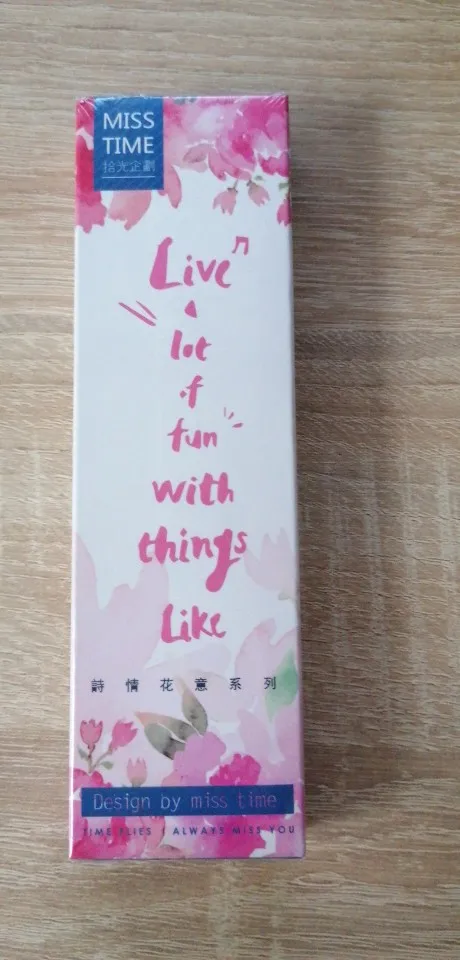 MISS
TIME
拾光企劃
Live
a
lot
of
fun
with
things
Like
詩情花意系列
Design by miss time
TIME FLIES I ALWAYS MISS YOU